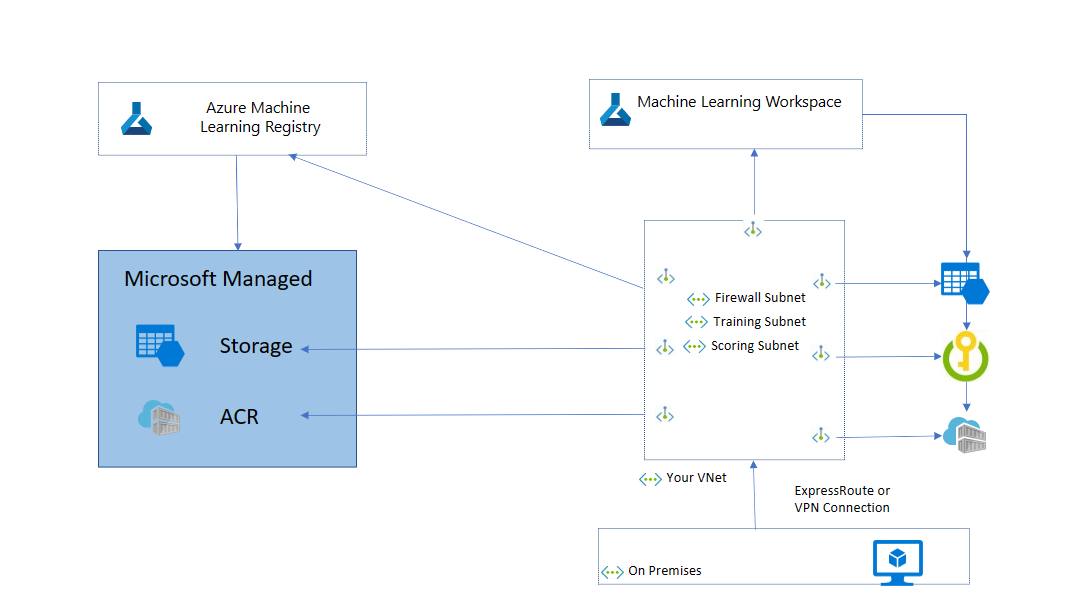 Azure Machine
Learning Registry
Machine Learning Workspace
Microsoft Managed
Storage
ACR
Firewall Subnet
Training Subnet
Scoring Subnet
Your VNet
ExpressRoute or
VPN Connection
On Premises